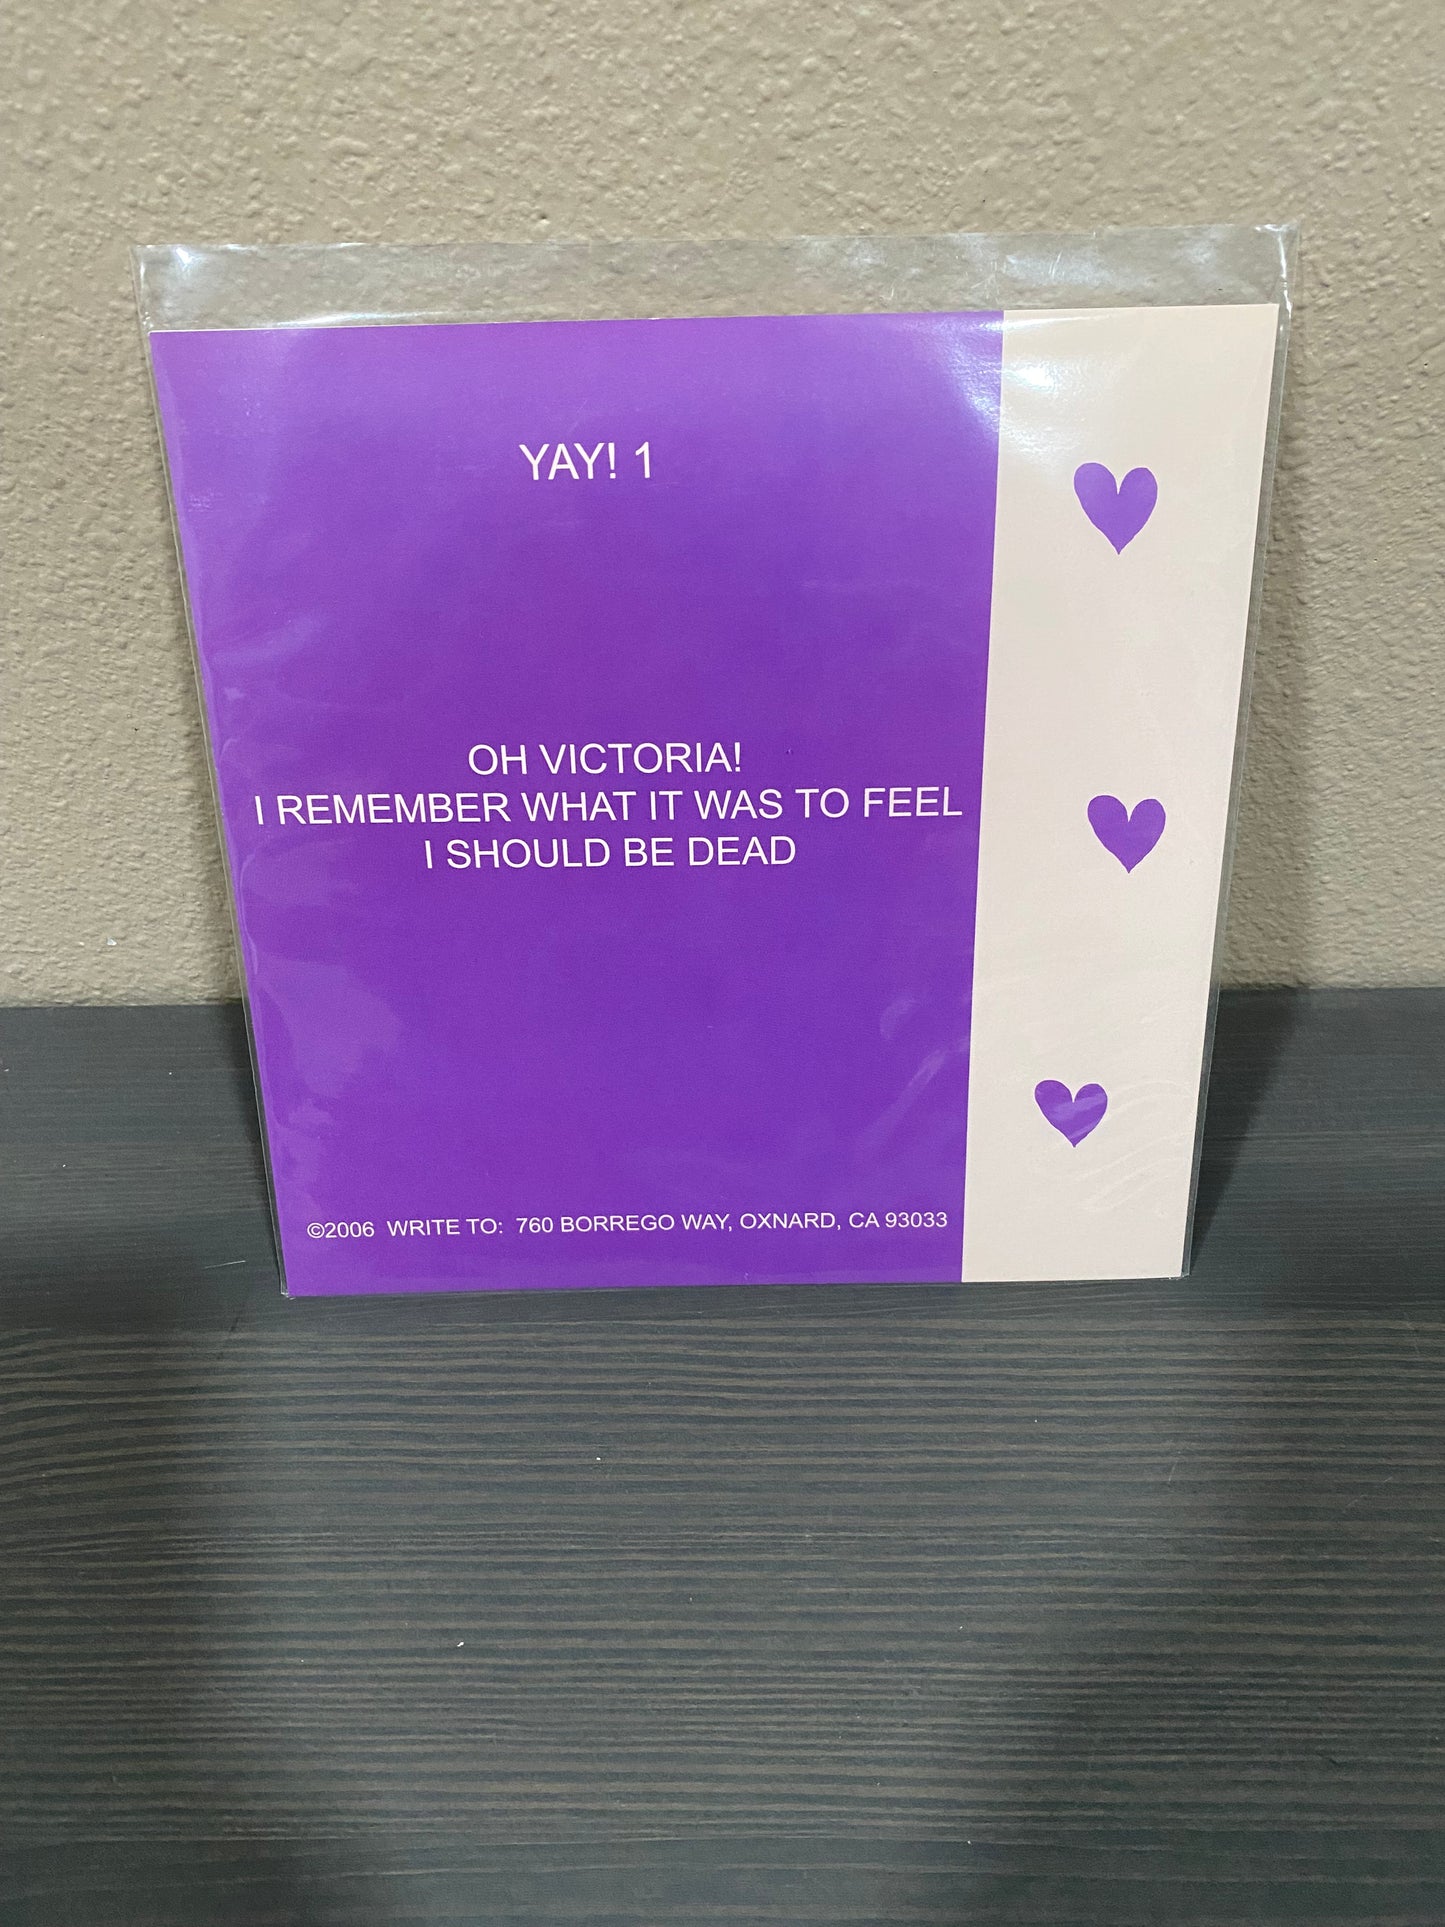 YAY! 1
OH VICTORIA!
I REMEMBER WHAT IT WAS TO FEEL
I SHOULD BE DEAD
©2006 WRITE TO: 760 BORREGO WAY, OXNARD, CA 93033